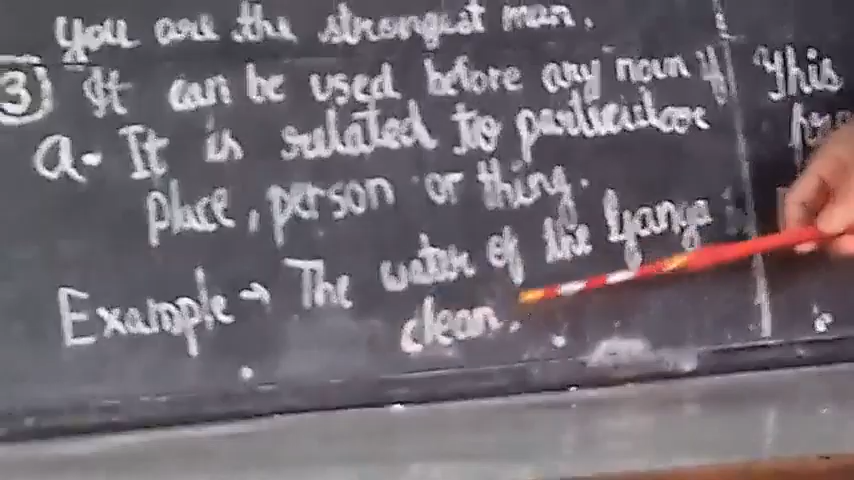 you are the strongest man.
3) It can be used before any noun if
a. It is related to particular
place, person or thing.
Example → The water of the Ganga
clean.
This